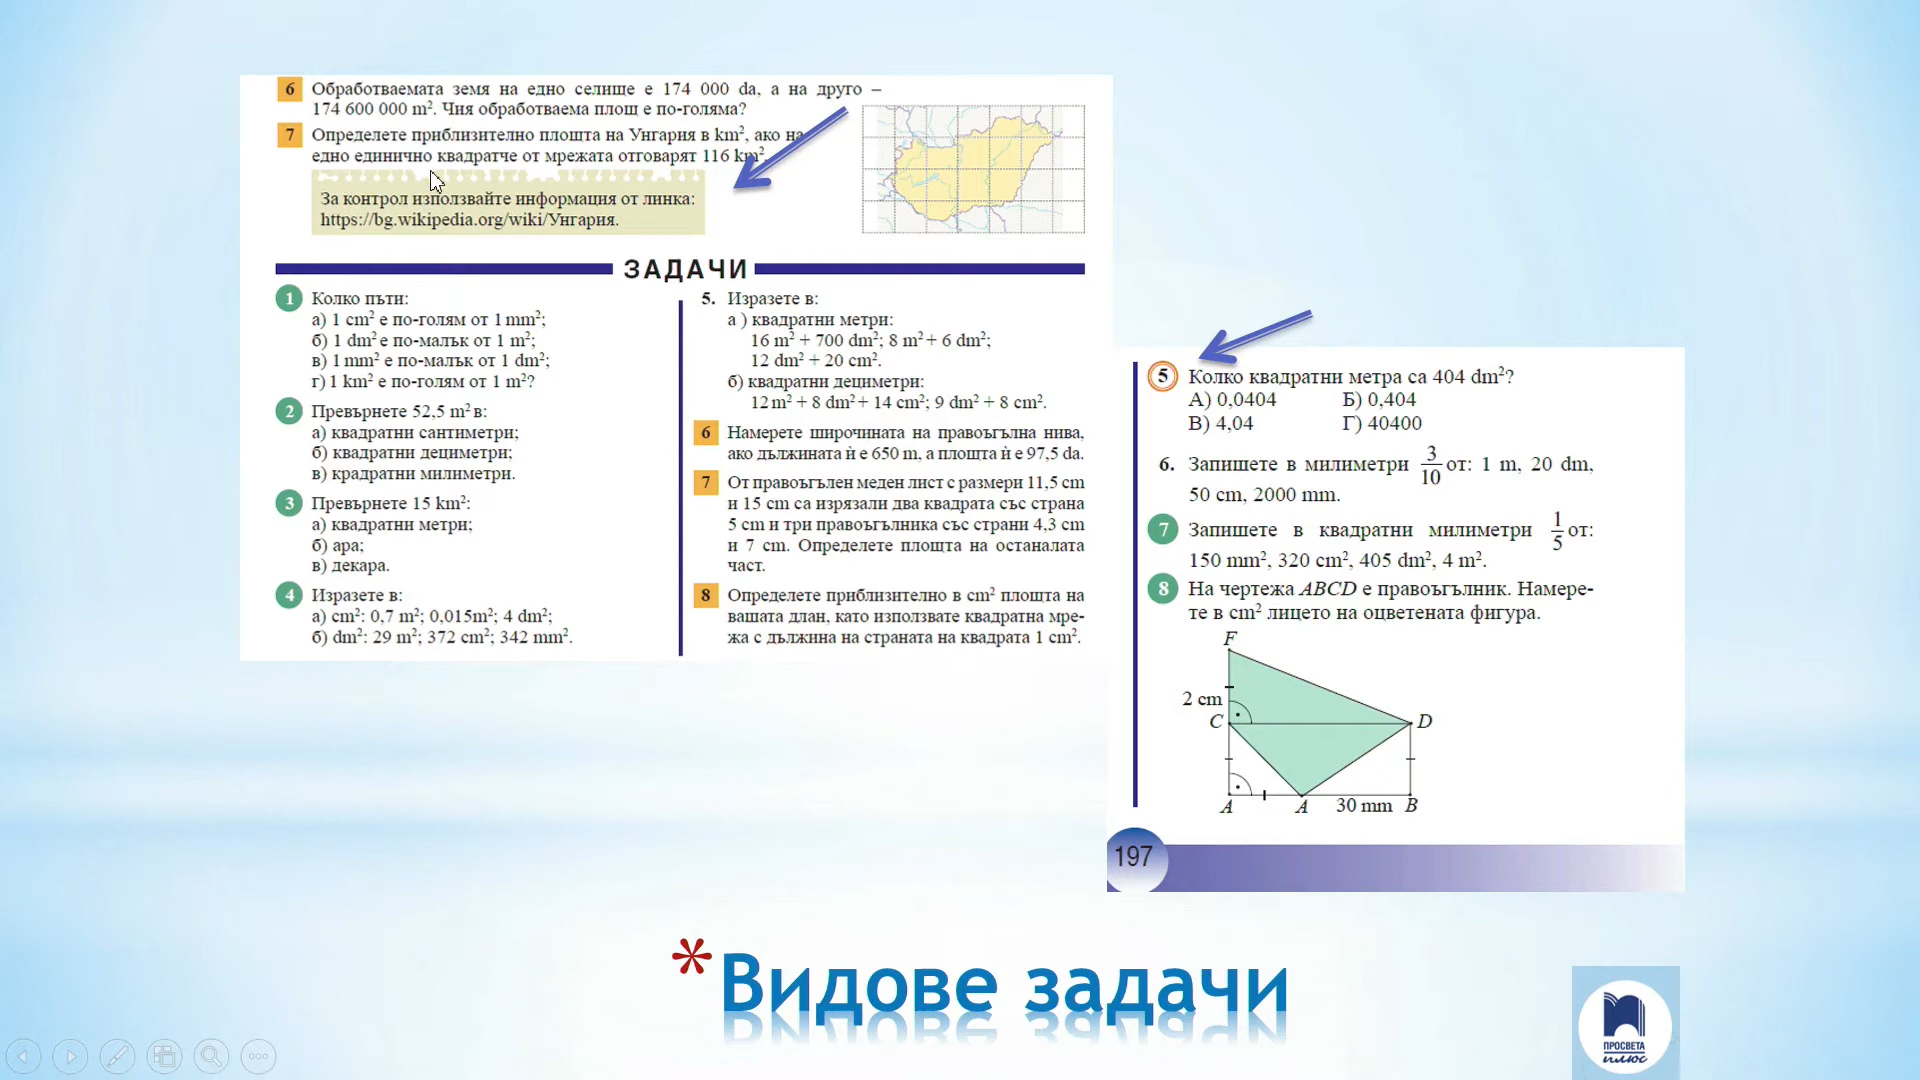 6 Обработваемата земя на едно селище е 174 000 da, а на друго –
174 600 000 m². Чия обработваема площ е по-голяма?
7 Определете приблизително площта на Унгария в km², ако на
едно единично квадратче от мрежата отговарят 116 km².
За контрол използвайте информация от линка:
https://bg.wikipedia.org/wiki/Унгария.
ЗАДАЧИ
1 Колко пъти:
а) 1 cm² е по-голям от 1 mm²;
б) 1 dm² е по-малък от 1 m²;
в) 1 mm² е по-малък от 1 dm²;
г) 1 km² е по-голям от 1 m²?
2 Превърнете 52,5 m² в:
а) квадратни сантиметри;
б) квадратни дециметри;
в) крадратни милиметри.
3 Превърнете 15 km²:
а) квадратни метри;
б) ара;
в) декара.
4 Изразете в:
а) cm²: 0,7 m²; 0,015m²; 4 dm²;
б) dm²: 29 m²; 372 cm²; 342 mm².
5. Изразете в:
а ) квадратни метри:
16 m² + 700 dm²; 8 m² + 6 dm²;
12 dm² + 20 cm².
б) квадратни дециметри:
12 m² + 8 dm² + 14 cm²; 9 dm² + 8 cm².
6 Намерете широчината на правоъгълна нива,
ако дължината ѝ е 650 m, а площта ѝ е 97,5 da.
7 От правоъгълен меден лист с размери 11,5 cm
и 15 cm са изрязали два квадрата със страна
5 cm и три правоъгълника със страни 4,3 cm
и 7 cm. Определете площта на останалата
част.
8 Определете приблизително в cm² площта на
вашата длан, като използвате квадратна мре-
жа с дължина на страната на квадрата 1 cm².
5 Колко квадратни метра са 404 dm²?
А) 0,0404 Б) 0,404
В) 4,04 Г) 40400
6. Запишете в милиметри 3/10 от: 1 m, 20 dm,
50 cm, 2000 mm.
7 Запишете в квадратни милиметри 1/5 от:
150 mm², 320 cm², 405 dm², 4 m².
8 На чертежа ABCD е правоъгълник. Намере-
те в cm² лицето на оцветената фигура.
F
2 cm
C D
A A 30 mm B
197
*Видове задачи
ПРОСВЕТА
плюс